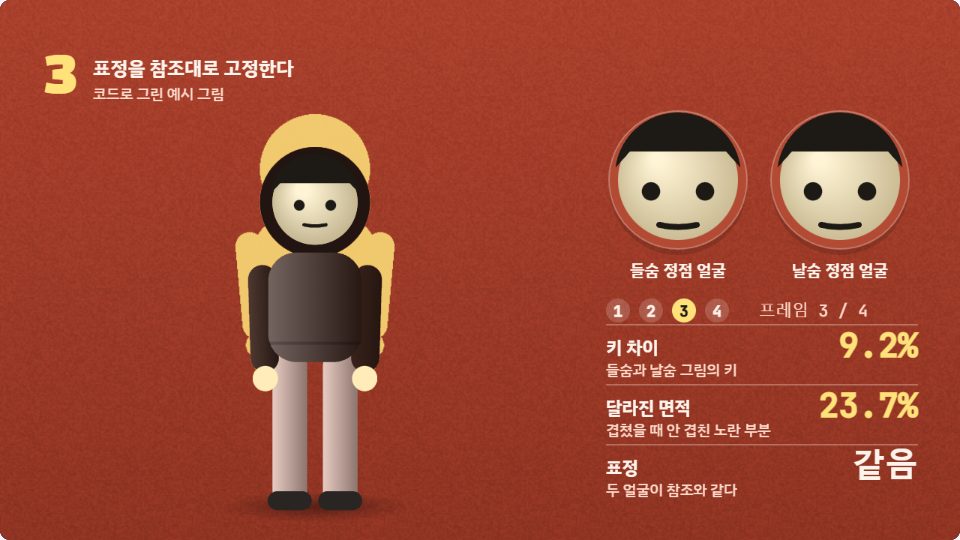 3
표정을 참조대로 고정한다
코드로 그린 예시 그림
들숨 정점 얼굴
날숨 정점 얼굴
1 2 3 4 프레임 3 / 4
키 차이 9.2%
들숨과 날숨 그림의 키
달라진 면적 23.7%
겹쳤을 때 안 겹친 노란 부분
표정 같음
두 얼굴이 참조와 같다